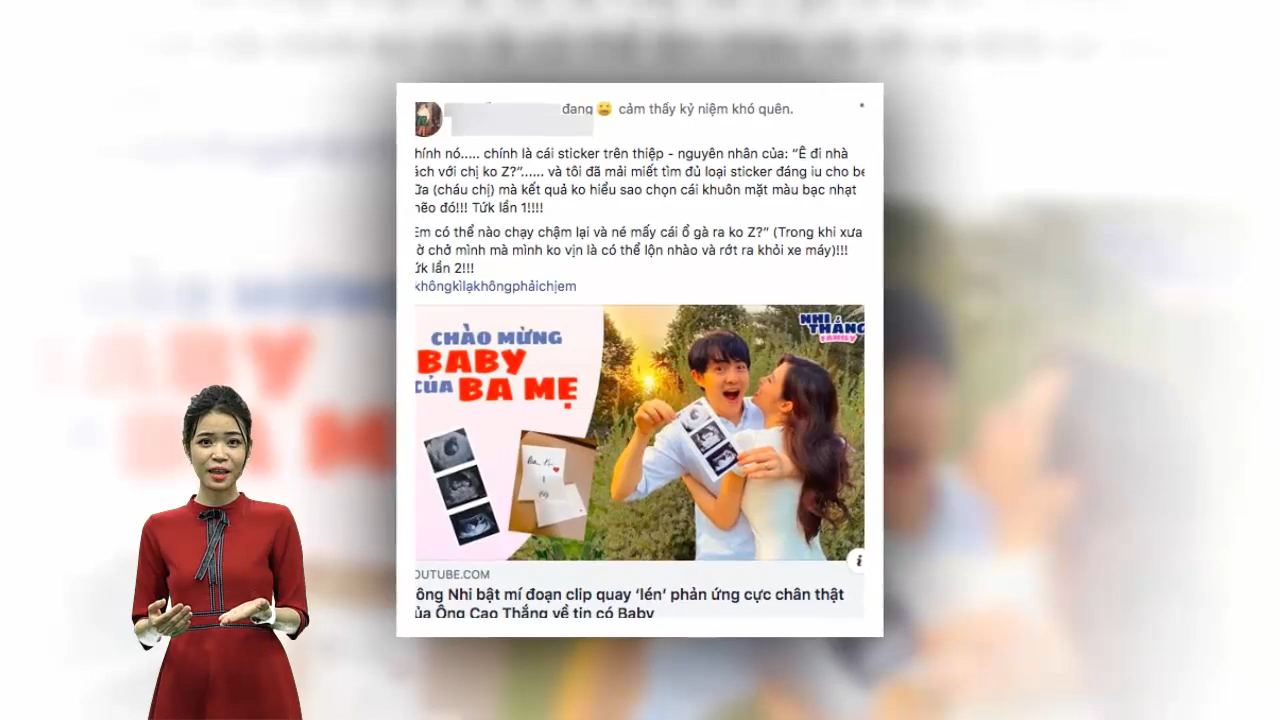 đang cảm thấy kỷ niệm khó quên.
hính nó..... chính là cái sticker trên thiệp - nguyên nhân của: “Ê đi nhà
ách với chị ko Z?”...... và tôi đã mải miết tìm đủ loại sticker đáng iu cho be
ữa (cháu chị) mà kết quả ko hiểu sao chọn cái khuôn mặt màu bạc nhạt
hẽo đó!!! Tứk lần 1!!!!
Em có thể nào chạy chậm lại và né mấy cái ổ gà ra ko Z?” (Trong khi xưa
ờ chở mình mà mình ko vịn là có thể lộn nhào và rớt ra khỏi xe máy)!!!
ứk lần 2!!!
khôngkìlạkhôngphảichịem
CHÀO MỪNG
BABY
CỦA BA MẸ
NHI &
THẮNG
FAMILY
OUTUBE.COM
ông Nhi bật mí đoạn clip quay ‘lén’ phản ứng cực chân thật
ủa Ông Cao Thắng về tin có Baby